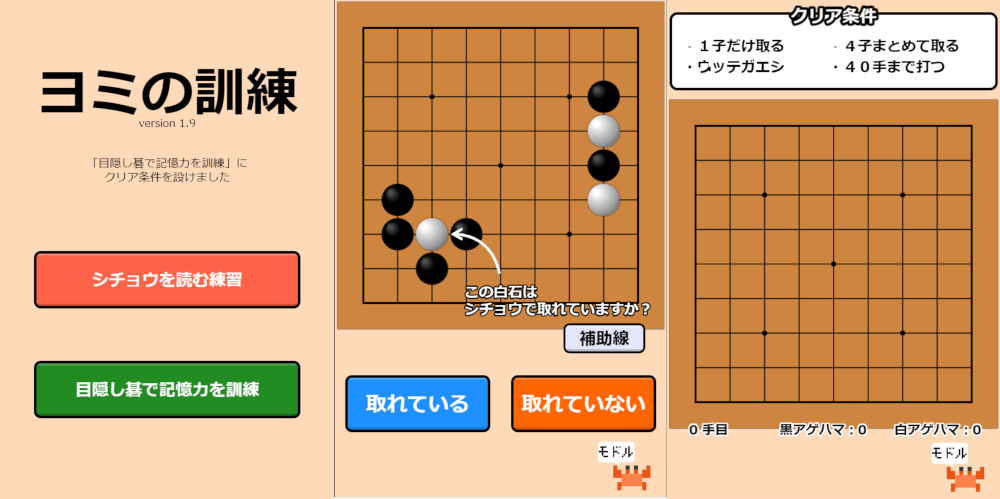 ヨミの訓練
version 1.9
「目隠し碁で記憶力を訓練」に
クリア条件を設けました
シチョウを読む練習
目隠し碁で記憶力を訓練
この白石は
シチョウで取れていますか？
補助線
取れている
取れていない
モドル
クリア条件
・１子だけ取る
・４子まとめて取る
・ウッテガエシ
・４０手まで打つ
０手目
黒アゲハマ：０
白アゲハマ：０
モドル